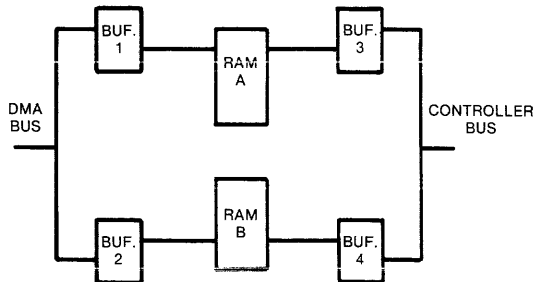 BUF.
1
BUF.
3
RAM
A
DMA
BUS
CONTROLLER
BUS
RAM
B
BUF.
2
BUF.
4